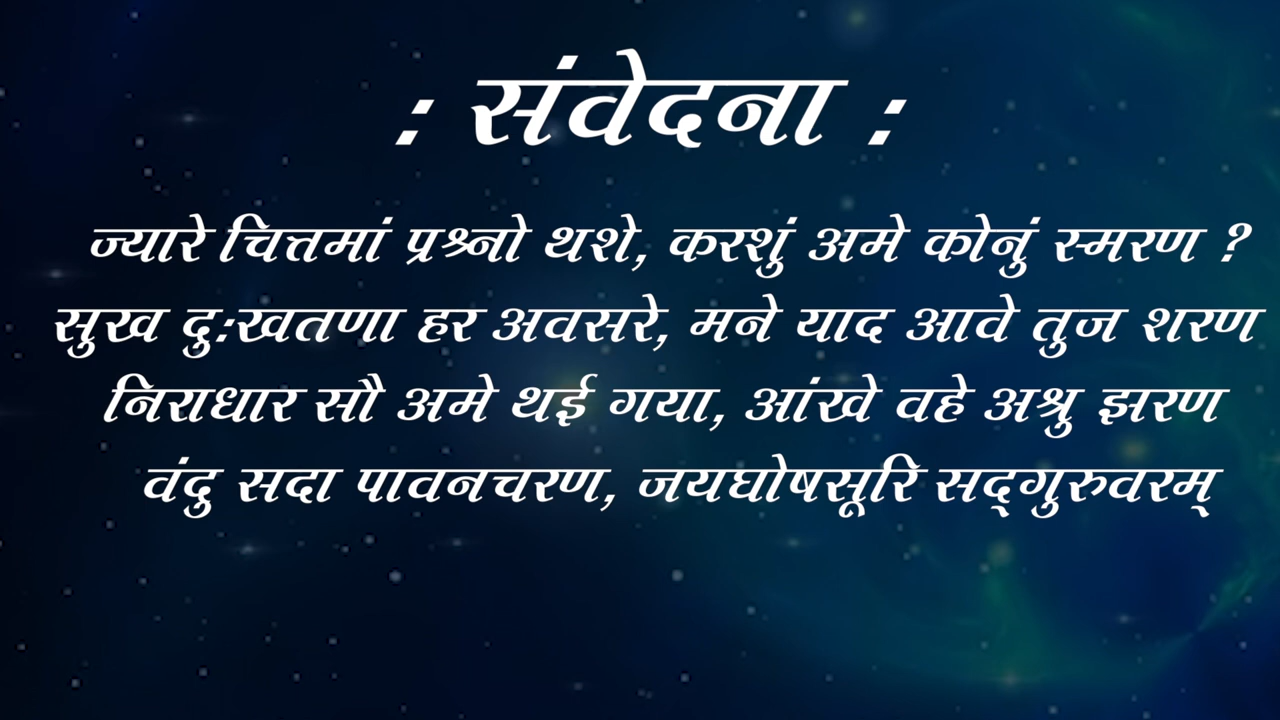 : संवेदना :
ज्यारे चित्तमां प्रश्नो थशे, करशुं अमे कोनुं स्मरण ?
सुख दुःखतणा हर अवसरे, मने याद आवे तुज शरण
निराधार सौ अमे थई गया, आंखे वहे अश्रु झरण
वंदु सदा पावनचरण, जयघोषसूरि सद्‌गुरुवरम्